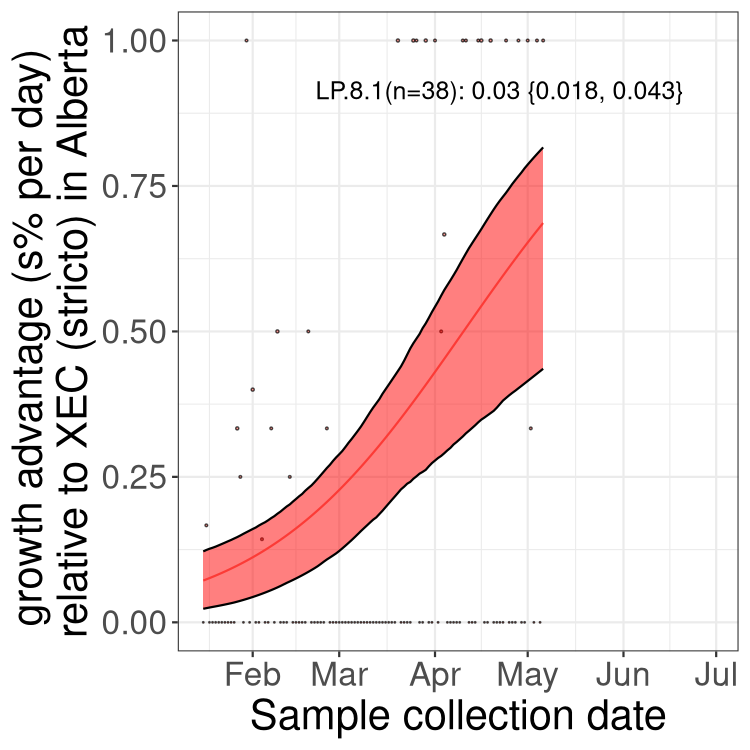 growth advantage (s% per day)
relative to XEC (stricto) in Alberta
1.00
0.75
0.50
0.25
0.00
LP.8.1(n=38): 0.03 {0.018, 0.043}
Feb Mar Apr May Jun Jul
Sample collection date